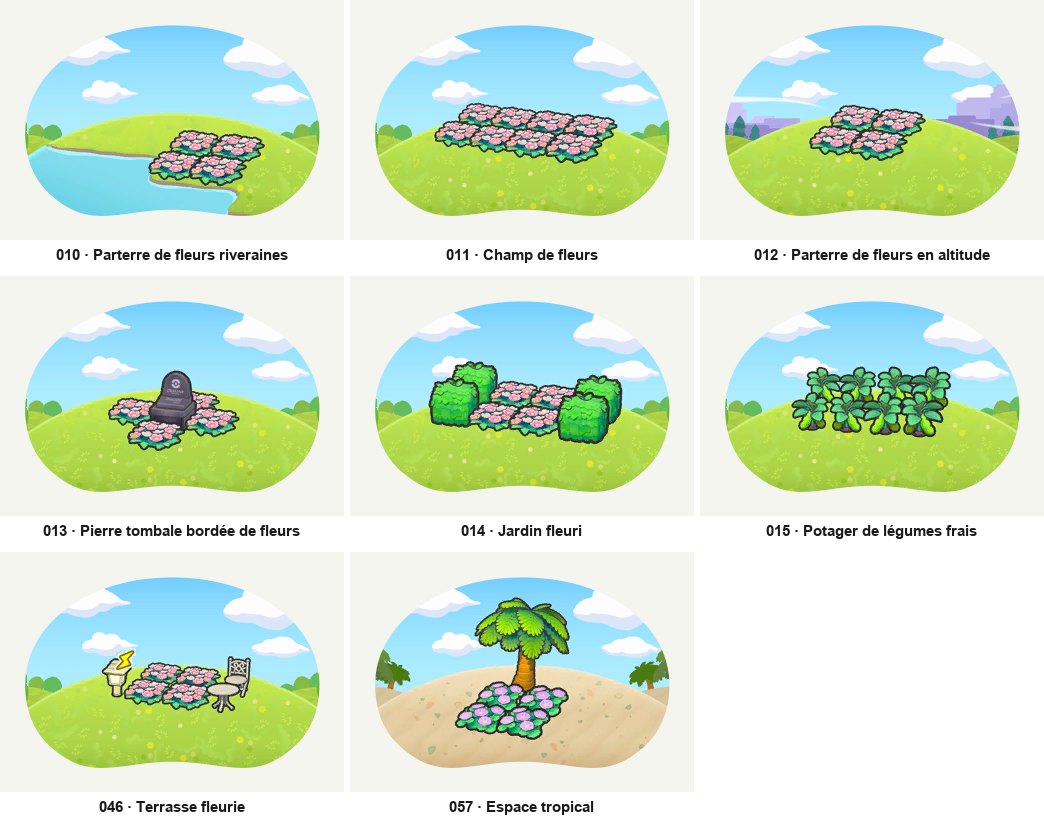 010 · Parterre de fleurs riveraines
011 · Champ de fleurs
012 · Parterre de fleurs en altitude
013 · Pierre tombale bordée de fleurs
014 · Jardin fleuri
015 · Potager de légumes frais
046 · Terrasse fleurie
057 · Espace tropical